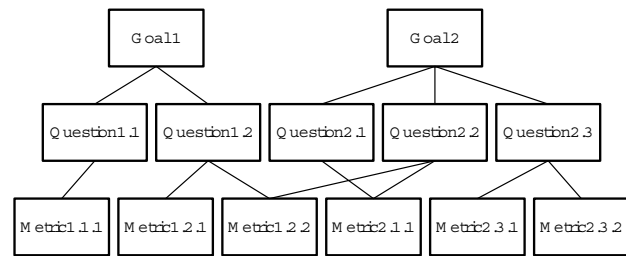 Goal1 Goal2
Question1.1 Question1.2 Question2.1 Question2.2 Question2.3
Metric1.1.1 Metric1.2.1 Metric1.2.2 Metric2.1.1 Metric2.3.1 Metric2.3.2